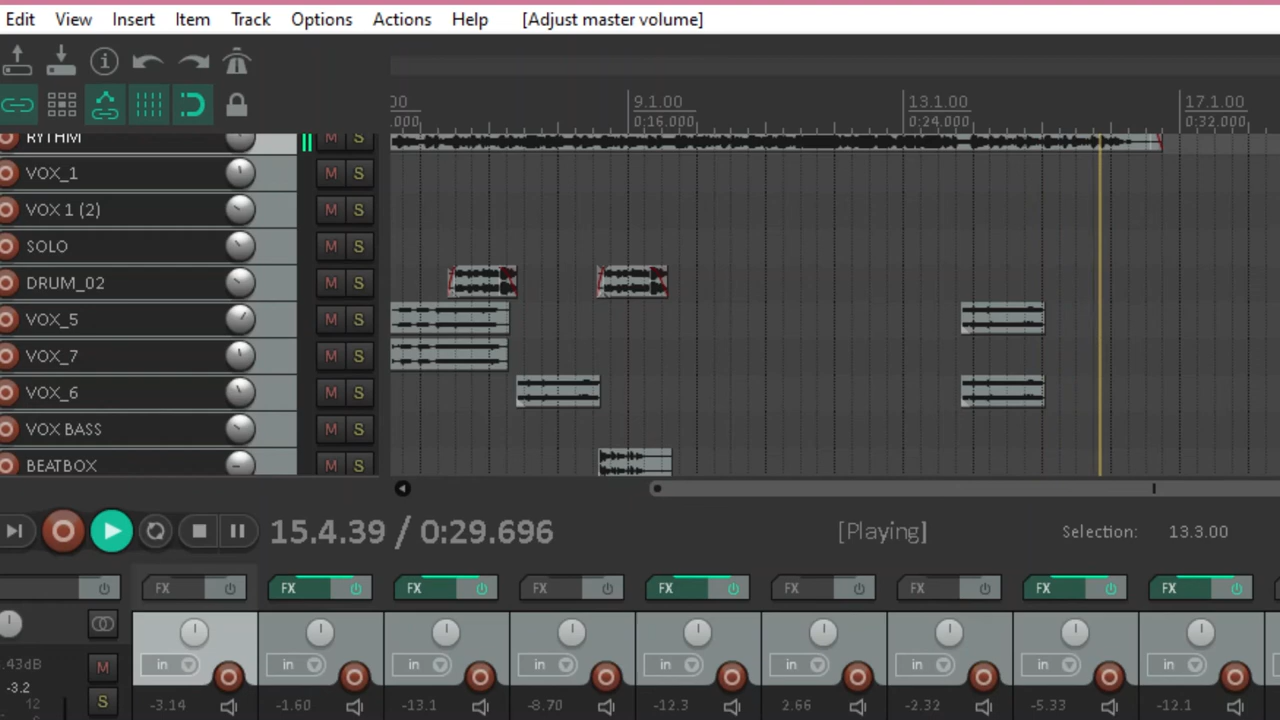 Edit View Insert Item Track Options Actions Help [Adjust master volume]
00 9.1.00 13.1.00 17.1.00
.000 0:16.000 0:24.000 0:32.000
RYTHM M S
VOX_1 M S
VOX 1 (2) M S
SOLO M S
DRUM_02 M S
VOX_5 M S
VOX_7 M S
VOX_6 M S
VOX BASS M S
BEATBOX M S
15.4.39 / 0:29.696 [Playing] Selection: 13.3.00
FX FX FX FX FX FX FX FX FX
in in in in in in in in in
.43dB M
-3.2
12 S -3.14 -1.60 -13.1 -8.70 -12.3 2.66 -2.32 -5.33 -12.1